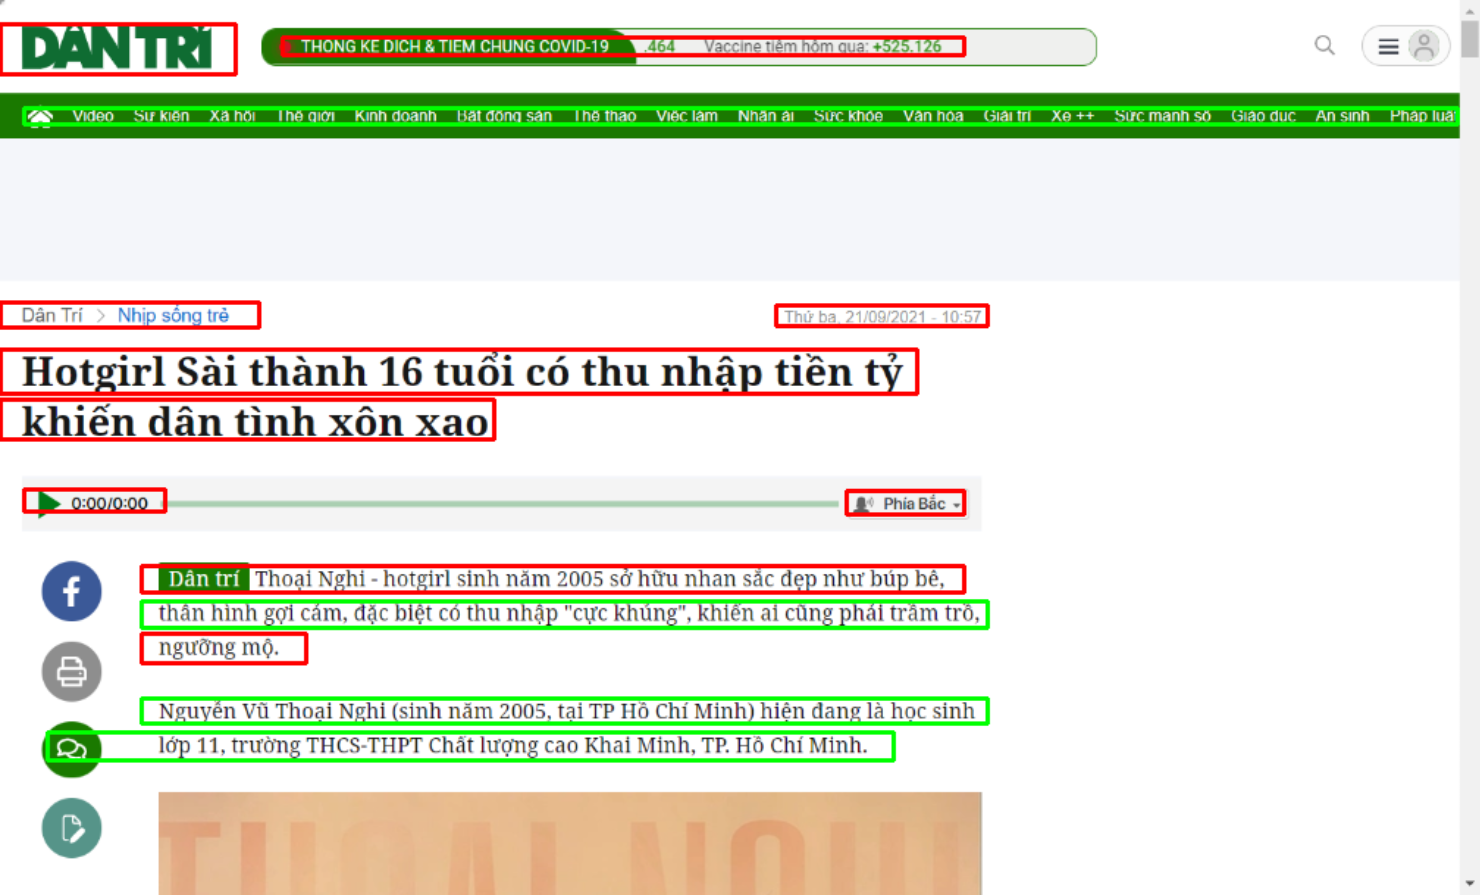 DÂN TRÍ
THỐNG KÊ DỊCH & TIÊM CHỦNG COVID-19 .464 Vaccine tiêm hôm qua: +525.126
Video Sự kiện Xã hội Thế giới Kinh doanh Bất động sản Thể thao Việc làm Nhân ái Sức khỏe Văn hóa Giải trí Xe ++ Sức mạnh số Giáo dục An sinh Pháp luật
Dân Trí > Nhịp sống trẻ
Thứ ba, 21/09/2021 - 10:57
Hotgirl Sài thành 16 tuổi có thu nhập tiền tỷ
khiến dân tình xôn xao
0:00/0:00
Phía Bắc
Dân trí Thoại Nghi - hotgirl sinh năm 2005 sở hữu nhan sắc đẹp như búp bê,
thân hình gợi cảm, đặc biệt có thu nhập "cực khủng", khiến ai cũng phải trầm trồ,
ngưỡng mộ.
Nguyễn Vũ Thoại Nghi (sinh năm 2005, tại TP Hồ Chí Minh) hiện đang là học sinh
lớp 11, trường THCS-THPT Chất lượng cao Khai Minh, TP. Hồ Chí Minh.
THOẠI NGHI